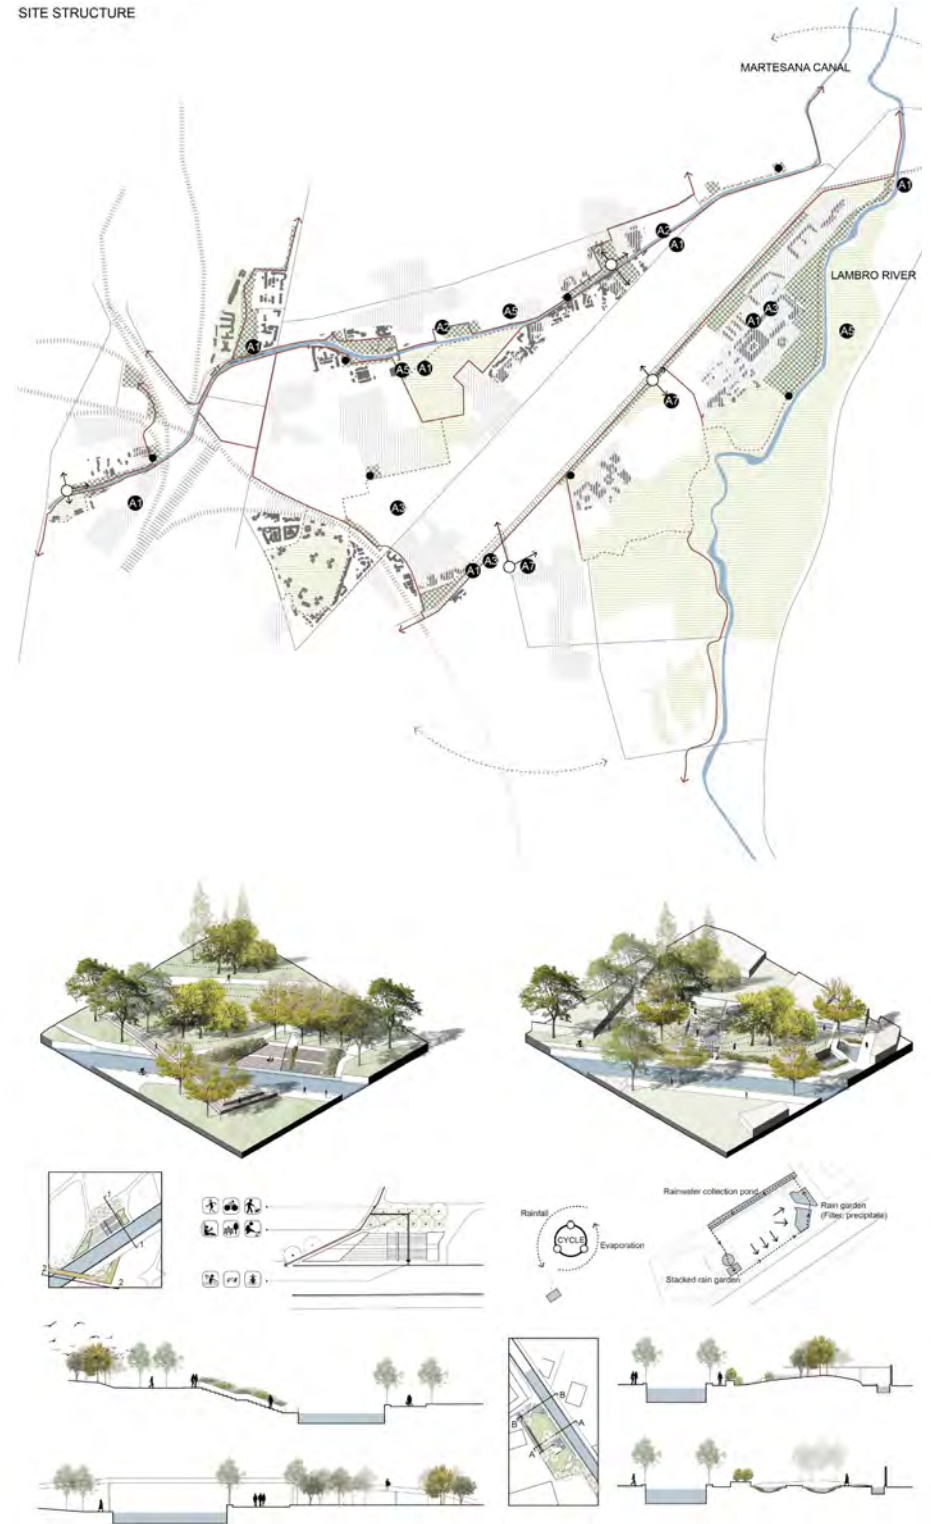 SITE STRUCTURE
MARTESANA CANAL
A1
LAMBRO RIVER
A2
A1
A3
A1
A5
A5
A2
A1
A5
A1
A7
A1
A3
A1
A3
A7
Rainwater collection pond
Rainfall
Rain garden
(Filter, precipitate)
CYCLE
Evaporation
Stacked rain garden
1
1
2
2
B
B
A
A